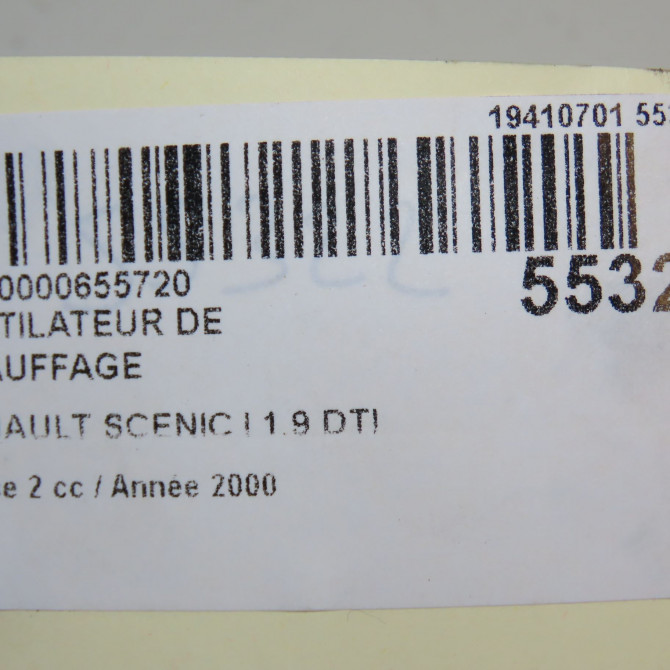 19410701 55
0000655720
5532
TILATEUR DE
AUFFAGE
AULT SCENIC I 1.9 DTI
e 2 cc / Année 2000